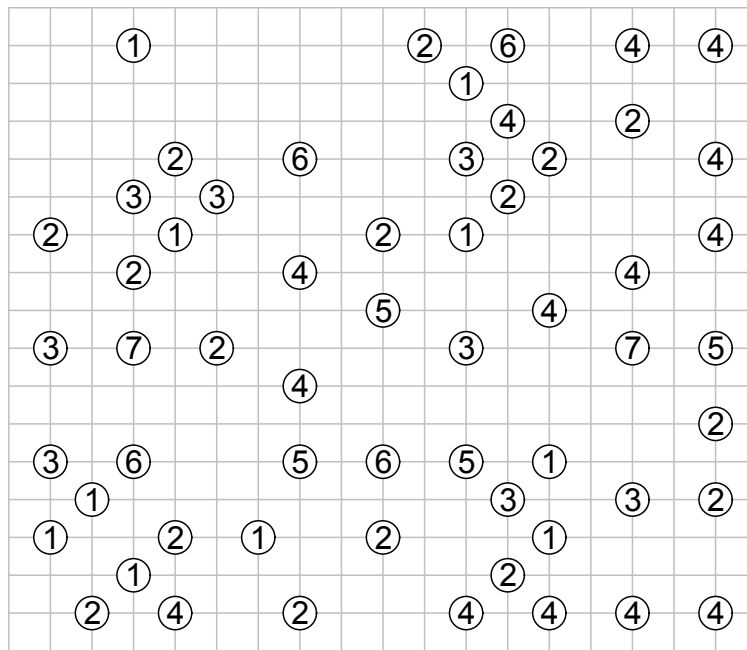 1 2 6 4 4
1
4 2
2 6 3 2 4
3 3 2
2 1 2 1 4
2 4 4
5 4
3 7 2 3 7 5
4
2
3 6 5 6 5 1
1 3 3 2
1 2 1 2 1
1 2
2 4 2 4 4 4 4